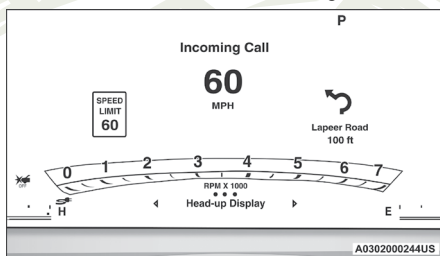 P
Incoming Call
60
MPH
SPEED
LIMIT
60
Lapeer Road
100 ft
0 1 2 3 4 5 6 7
RPM X 1000
OFF
H
Head-up Display
E
A0302000244US